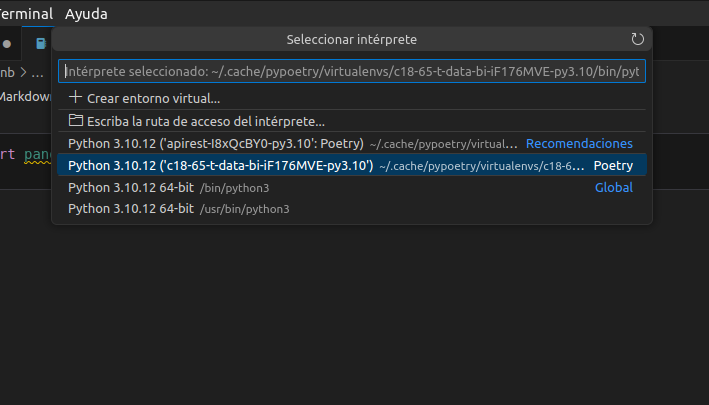 Terminal Ayuda
Seleccionar intérprete
Intérprete seleccionado: ~/.cache/pypoetry/virtualenvs/c18-65-t-data-bi-iF176MVE-py3.10/bin/pyt
nb > ...
Crear entorno virtual...
Markdown
Escriba la ruta de acceso del intérprete...
Python 3.10.12 ('apirest-I8xQcBY0-py3.10': Poetry) ~/.cache/pypoetry/virtual... Recomendaciones
rt pand
Python 3.10.12 ('c18-65-t-data-bi-iF176MVE-py3.10') ~/.cache/pypoetry/virtualenvs/c18-6... Poetry
Python 3.10.12 64-bit /bin/python3 Global
Python 3.10.12 64-bit /usr/bin/python3